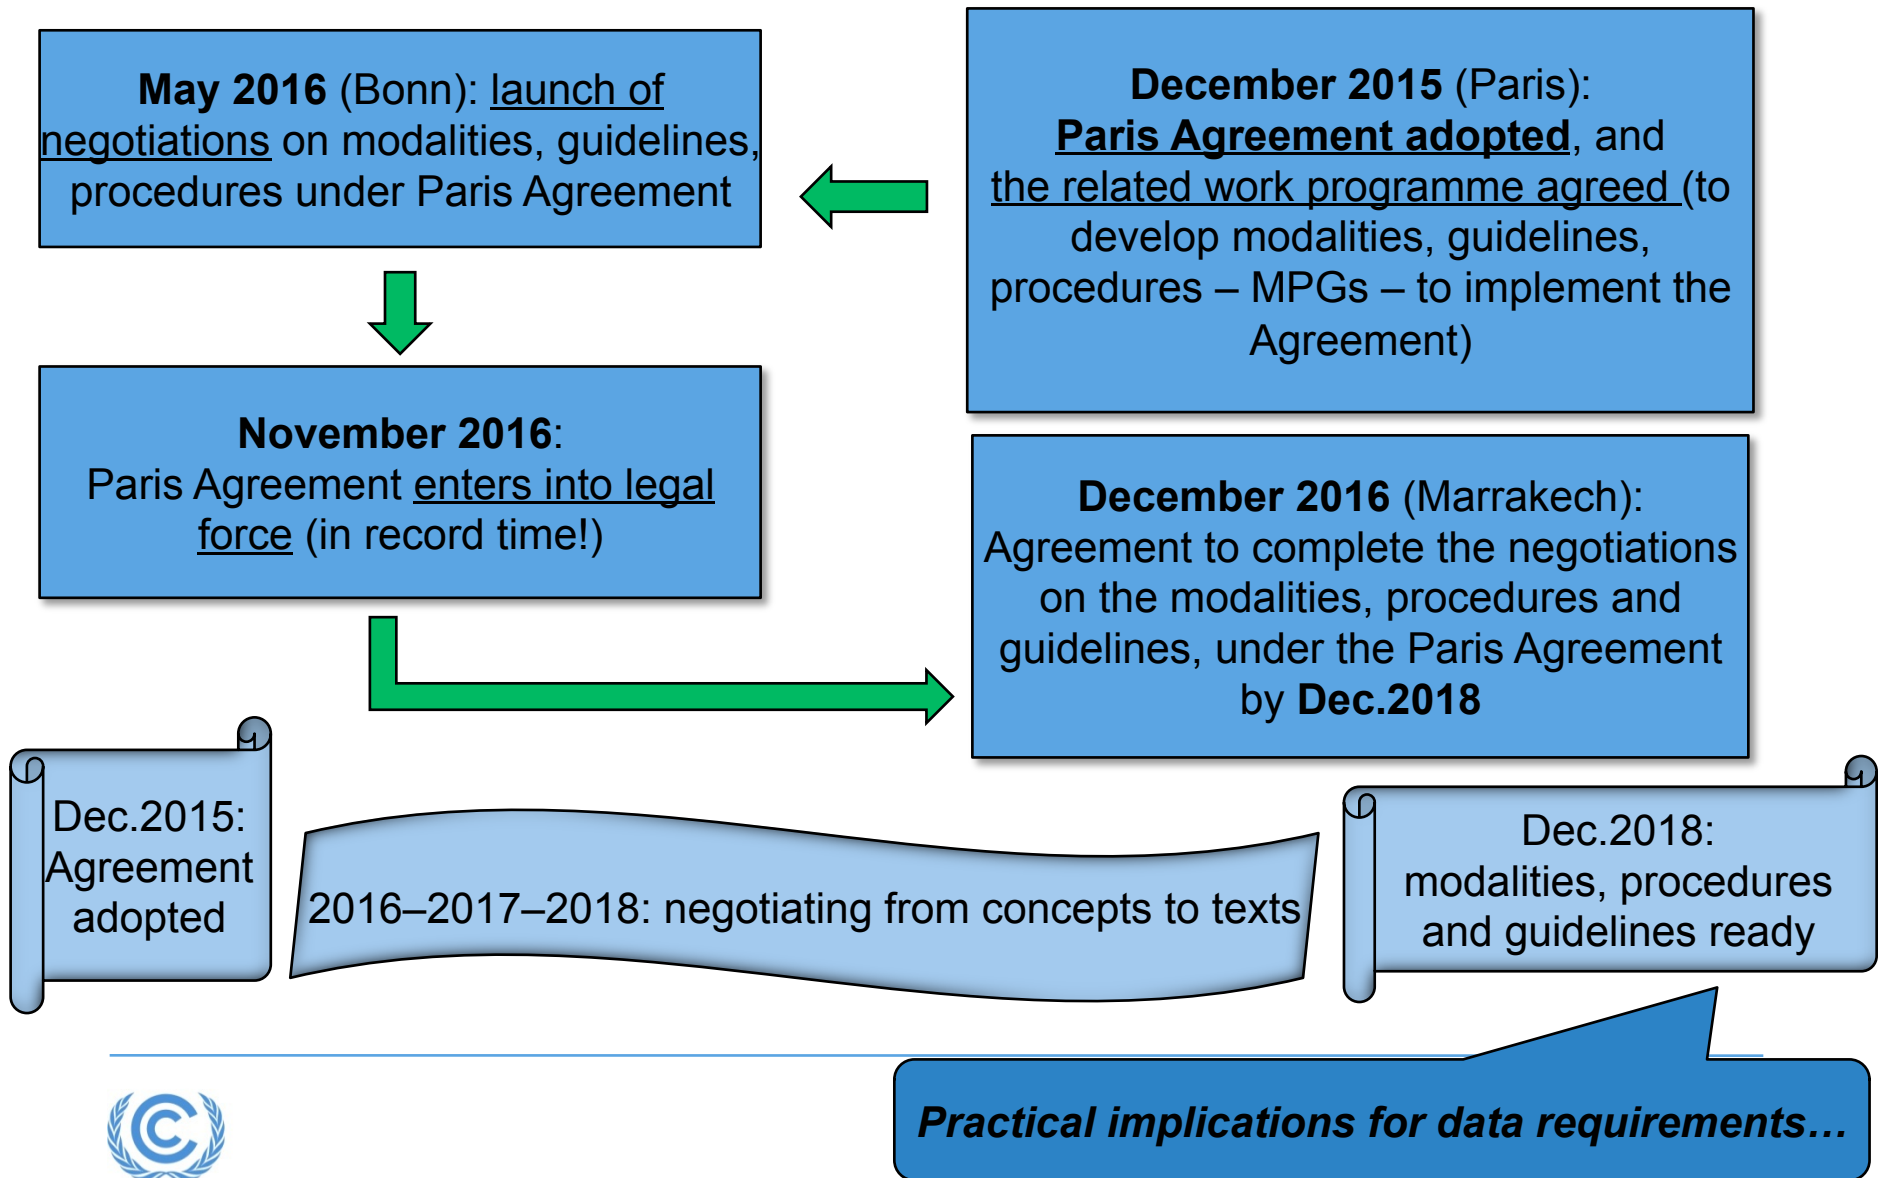 May 2016 (Bonn): launch of
negotiations on modalities, guidelines,
procedures under Paris Agreement
December 2015 (Paris):
Paris Agreement adopted, and
the related work programme agreed (to
develop modalities, guidelines,
procedures – MPGs – to implement the
Agreement)
November 2016:
Paris Agreement enters into legal
force (in record time!)
December 2016 (Marrakech):
Agreement to complete the negotiations
on the modalities, procedures and
guidelines, under the Paris Agreement
by Dec.2018
Dec.2015:
Agreement
adopted
2016–2017–2018: negotiating from concepts to texts
Dec.2018:
modalities, procedures
and guidelines ready
Practical implications for data requirements…